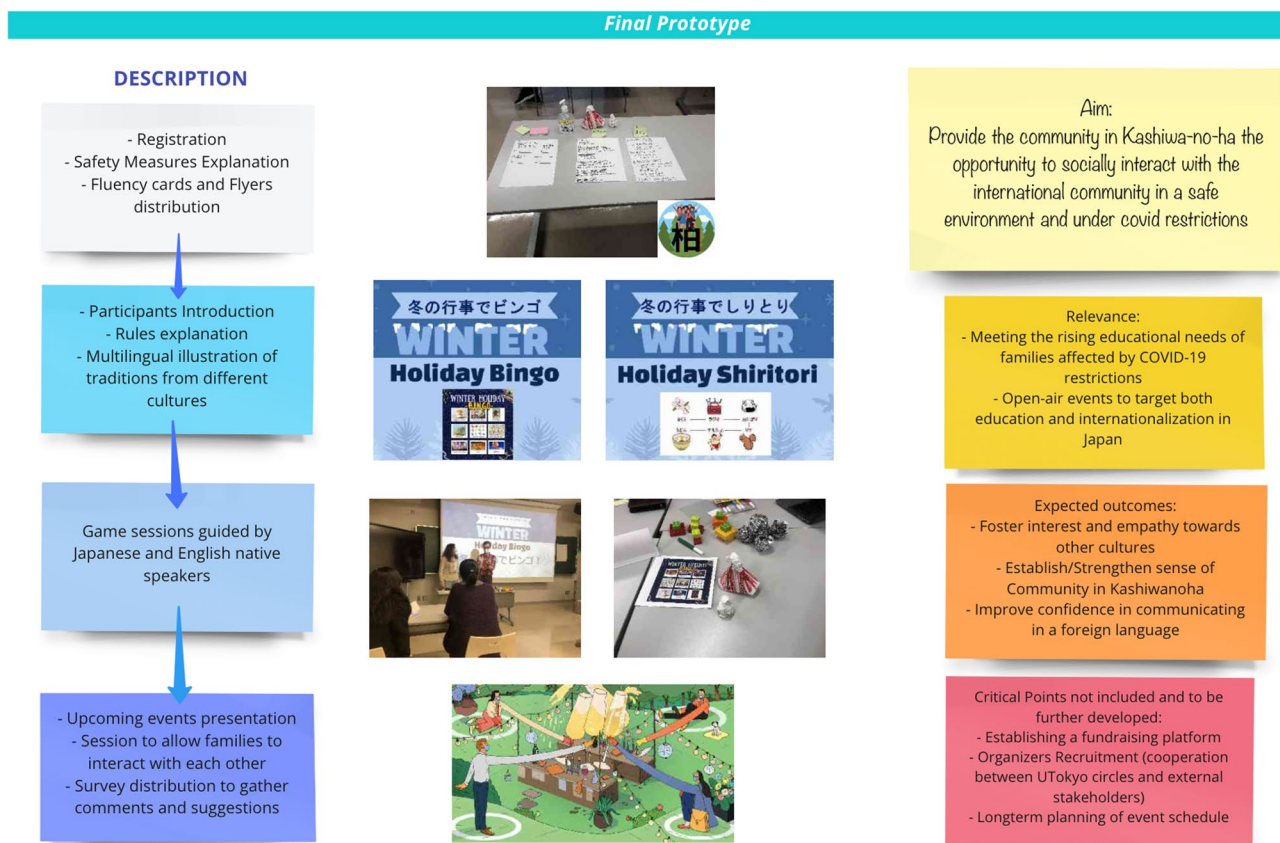 Final Prototype
DESCRIPTION
- Registration
- Safety Measures Explanation
- Fluency cards and Flyers
distribution
- Participants Introduction
- Rules explanation
- Multilingual illustration of
traditions from different
cultures
Game sessions guided by
Japanese and English native
speakers
- Upcoming events presentation
- Session to allow families to
interact with each other
- Survey distribution to gather
comments and suggestions
柏
冬の行事でビンゴ
WINTER
Holiday Bingo
WINTER HOLIDAY
BINGO
冬の行事でしりとり
WINTER
Holiday Shiritori
WINTER
Holiday Bingo
Aim:
Provide the community in Kashiwa-no-ha the
opportunity to socially interact with the
international community in a safe
environment and under covid restrictions
Relevance:
- Meeting the rising educational needs of
families affected by COVID-19
restrictions
- Open-air events to target both
education and internationalization in
Japan
Expected outcomes:
- Foster interest and empathy towards
other cultures
- Establish/Strengthen sense of
Community in Kashiwanoha
- Improve confidence in communicating
in a foreign language
Critical Points not included and to be
further developed:
- Establishing a fundraising platform
- Organizers Recruitment (cooperation
between UTokyo circles and external
stakeholders)
- Longterm planning of event schedule